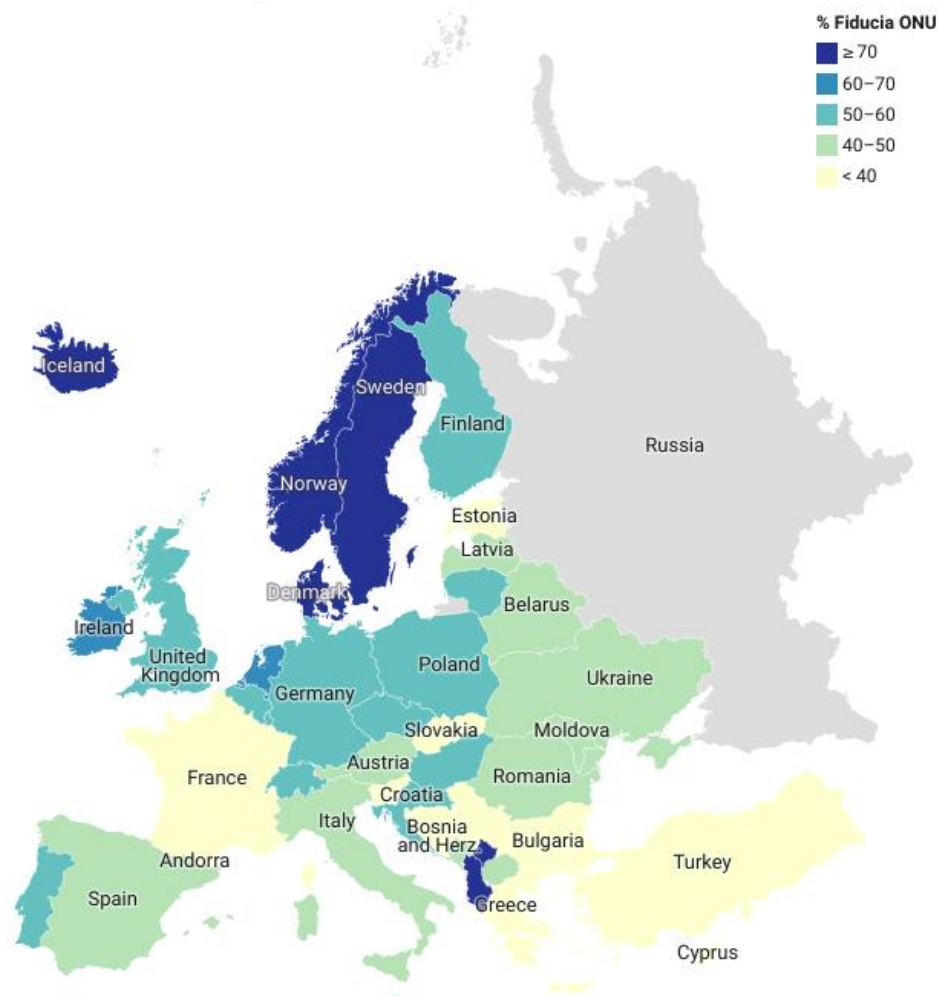 % Fiducia ONU
≥ 70
60–70
50–60
40–50
< 40
Iceland
Sweden
Finland
Russia
Norway
Estonia
Latvia
Denmark
Belarus
Ireland
United
Kingdom
Poland
Ukraine
Germany
Slovakia
Moldova
Austria
France
Romania
Croatia
Italy
Bosnia
and Herz.
Bulgaria
Andorra
Turkey
Spain
Greece
Cyprus